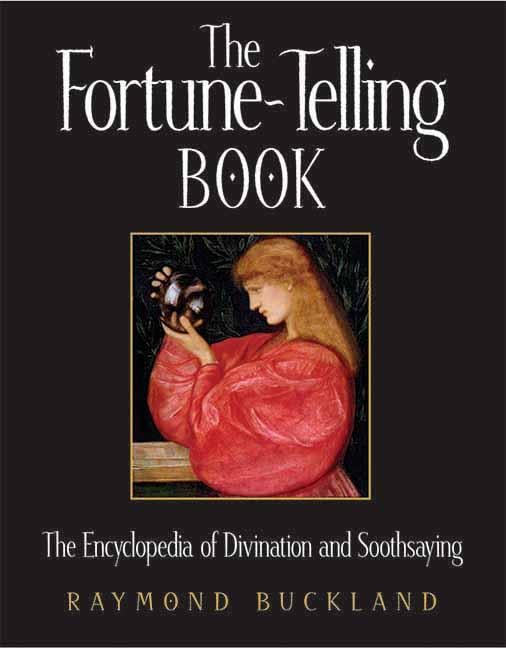 The
Fortune-Telling
BOOK
The Encyclopedia of Divination and Soothsaying
RAYMOND BUCKLAND